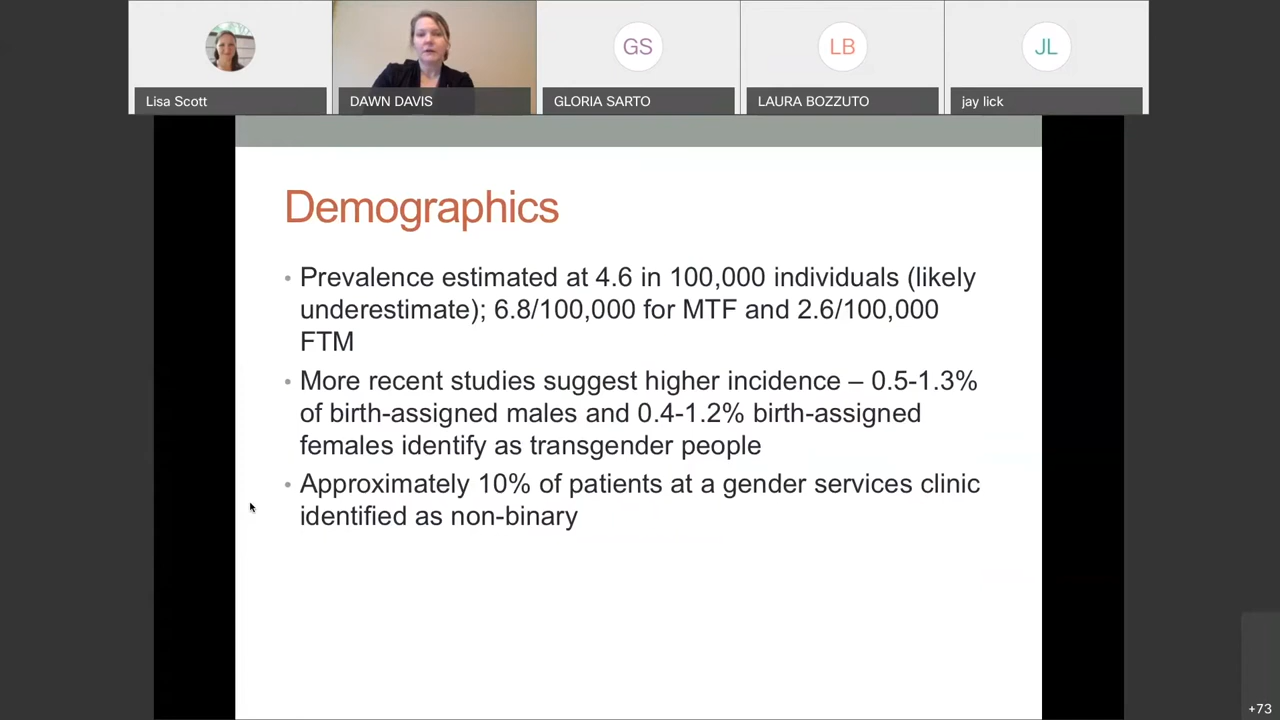 GS
LB
JL
Lisa Scott
DAWN DAVIS
GLORIA SARTO
LAURA BOZZUTO
jay lick
Demographics
• Prevalence estimated at 4.6 in 100,000 individuals (likely
underestimate); 6.8/100,000 for MTF and 2.6/100,000
FTM
• More recent studies suggest higher incidence – 0.5-1.3%
of birth-assigned males and 0.4-1.2% birth-assigned
females identify as transgender people
• Approximately 10% of patients at a gender services clinic
identified as non-binary
+73